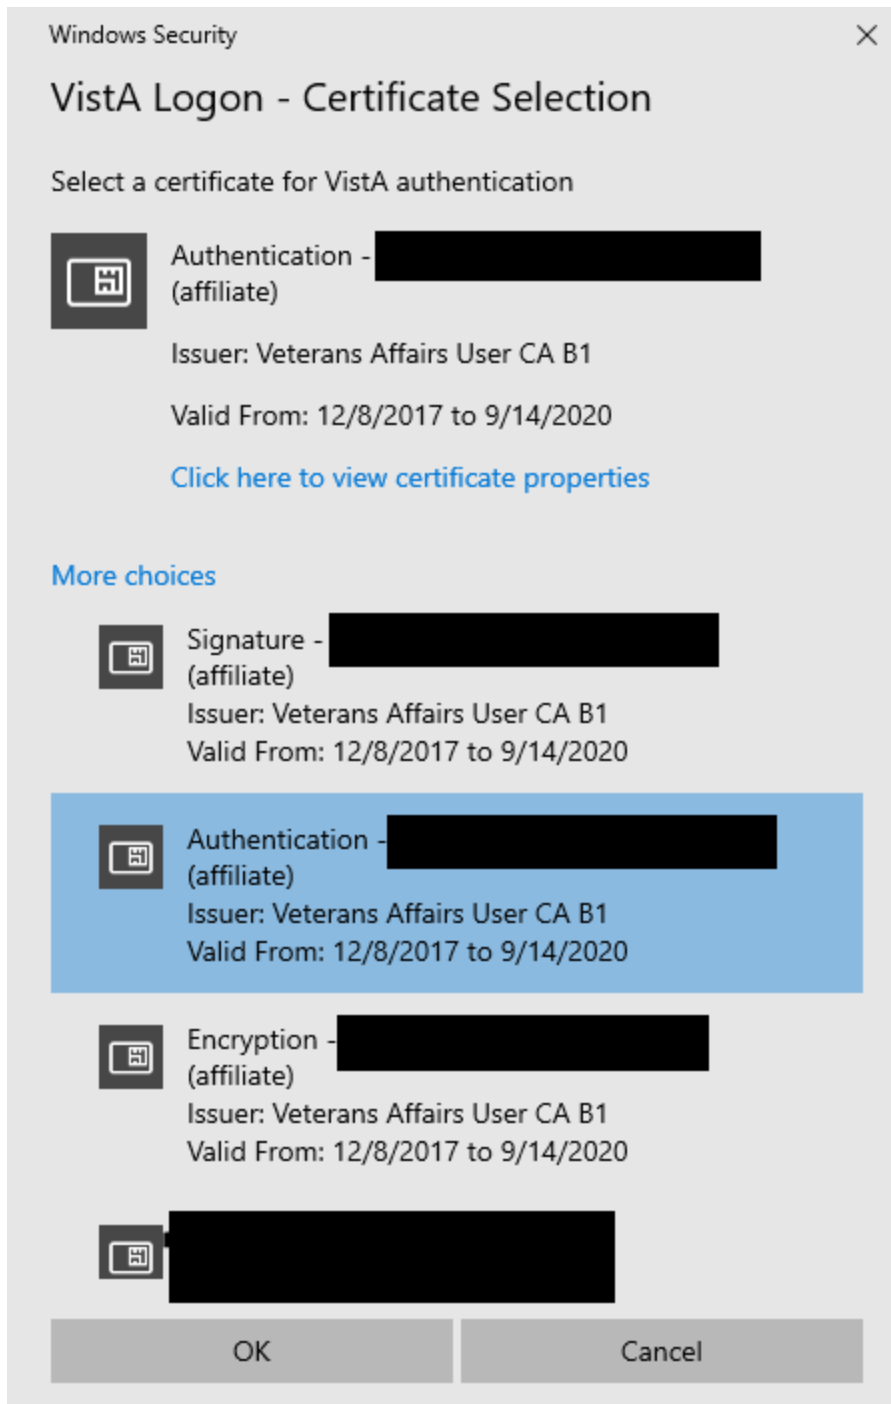 Windows Security
VistA Logon - Certificate Selection
Select a certificate for VistA authentication
Authentication -
(affiliate)
Issuer: Veterans Affairs User CA B1
Valid From: 12/8/2017 to 9/14/2020
Click here to view certificate properties
More choices
Signature -
(affiliate)
Issuer: Veterans Affairs User CA B1
Valid From: 12/8/2017 to 9/14/2020
Authentication -
(affiliate)
Issuer: Veterans Affairs User CA B1
Valid From: 12/8/2017 to 9/14/2020
Encryption -
(affiliate)
Issuer: Veterans Affairs User CA B1
Valid From: 12/8/2017 to 9/14/2020
OK
Cancel